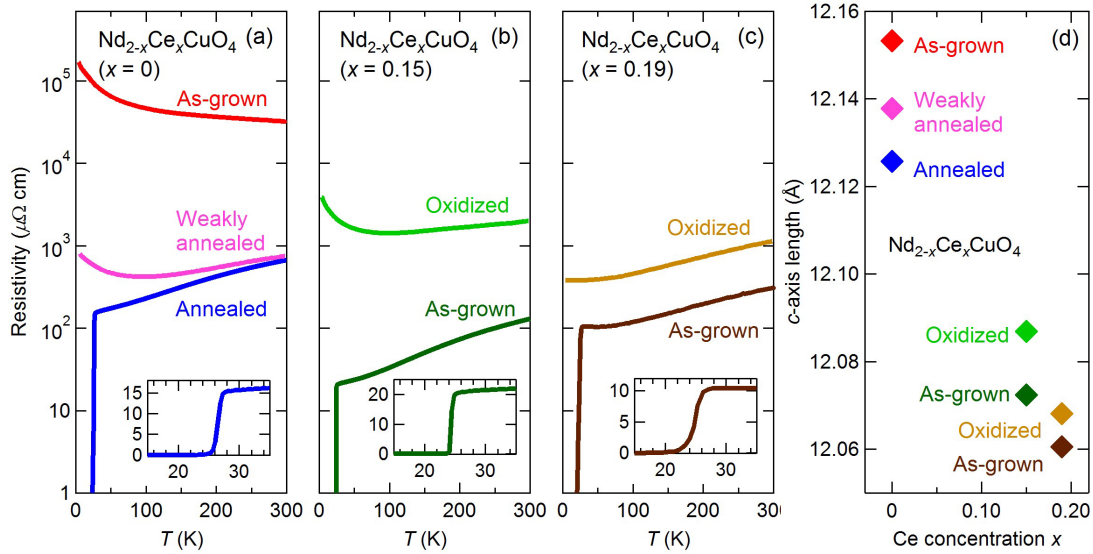 Nd2-xCexCuO4 (a)
(x = 0)
As-grown
Weakly
annealed
Annealed
Resistivity (μΩ cm)
10^5
10^4
10^3
10^2
10
1
15
10
5
0
20 30
0 100 200 300
T (K)
Nd2-xCexCuO4 (b)
(x = 0.15)
Oxidized
As-grown
20
10
0
20 30
0 100 200 300
T (K)
Nd2-xCexCuO4 (c)
(x = 0.19)
Oxidized
As-grown
10
5
0
20 30
0 100 200 300
T (K)
(d)
12.16
12.14
12.12
12.10
12.08
12.06
c-axis length (Å)
As-grown
Weakly
annealed
Annealed
Nd2-xCexCuO4
Oxidized
As-grown
Oxidized
As-grown
0 0.10 0.20
Ce concentration x